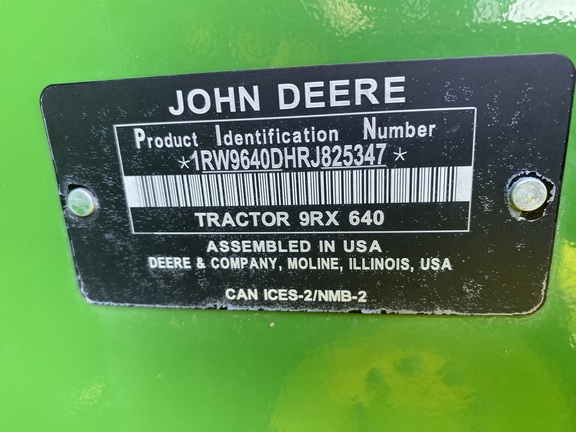 JOHN DEERE
Product Identification Number
*1RW9640DHRJ825347*
TRACTOR 9RX 640
ASSEMBLED IN USA
DEERE & COMPANY, MOLINE, ILLINOIS, USA
CAN ICES-2/NMB-2